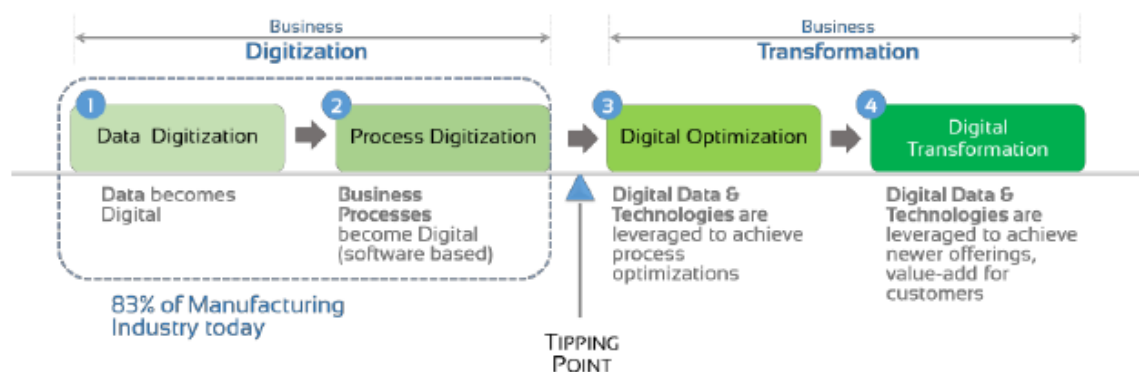 Business
Digitization
Business
Transformation
1
Data Digitization
2
Process Digitization
3
Digital Optimization
4
Digital
Transformation
Data becomes
Digital
Business
Processes
become Digital
(software based)
Digital Data &
Technologies are
leveraged to achieve
process
optimizations
Digital Data &
Technologies are
leveraged to achieve
newer offerings,
value-add for
customers
83% of Manufacturing
Industry today
TIPPING
POINT